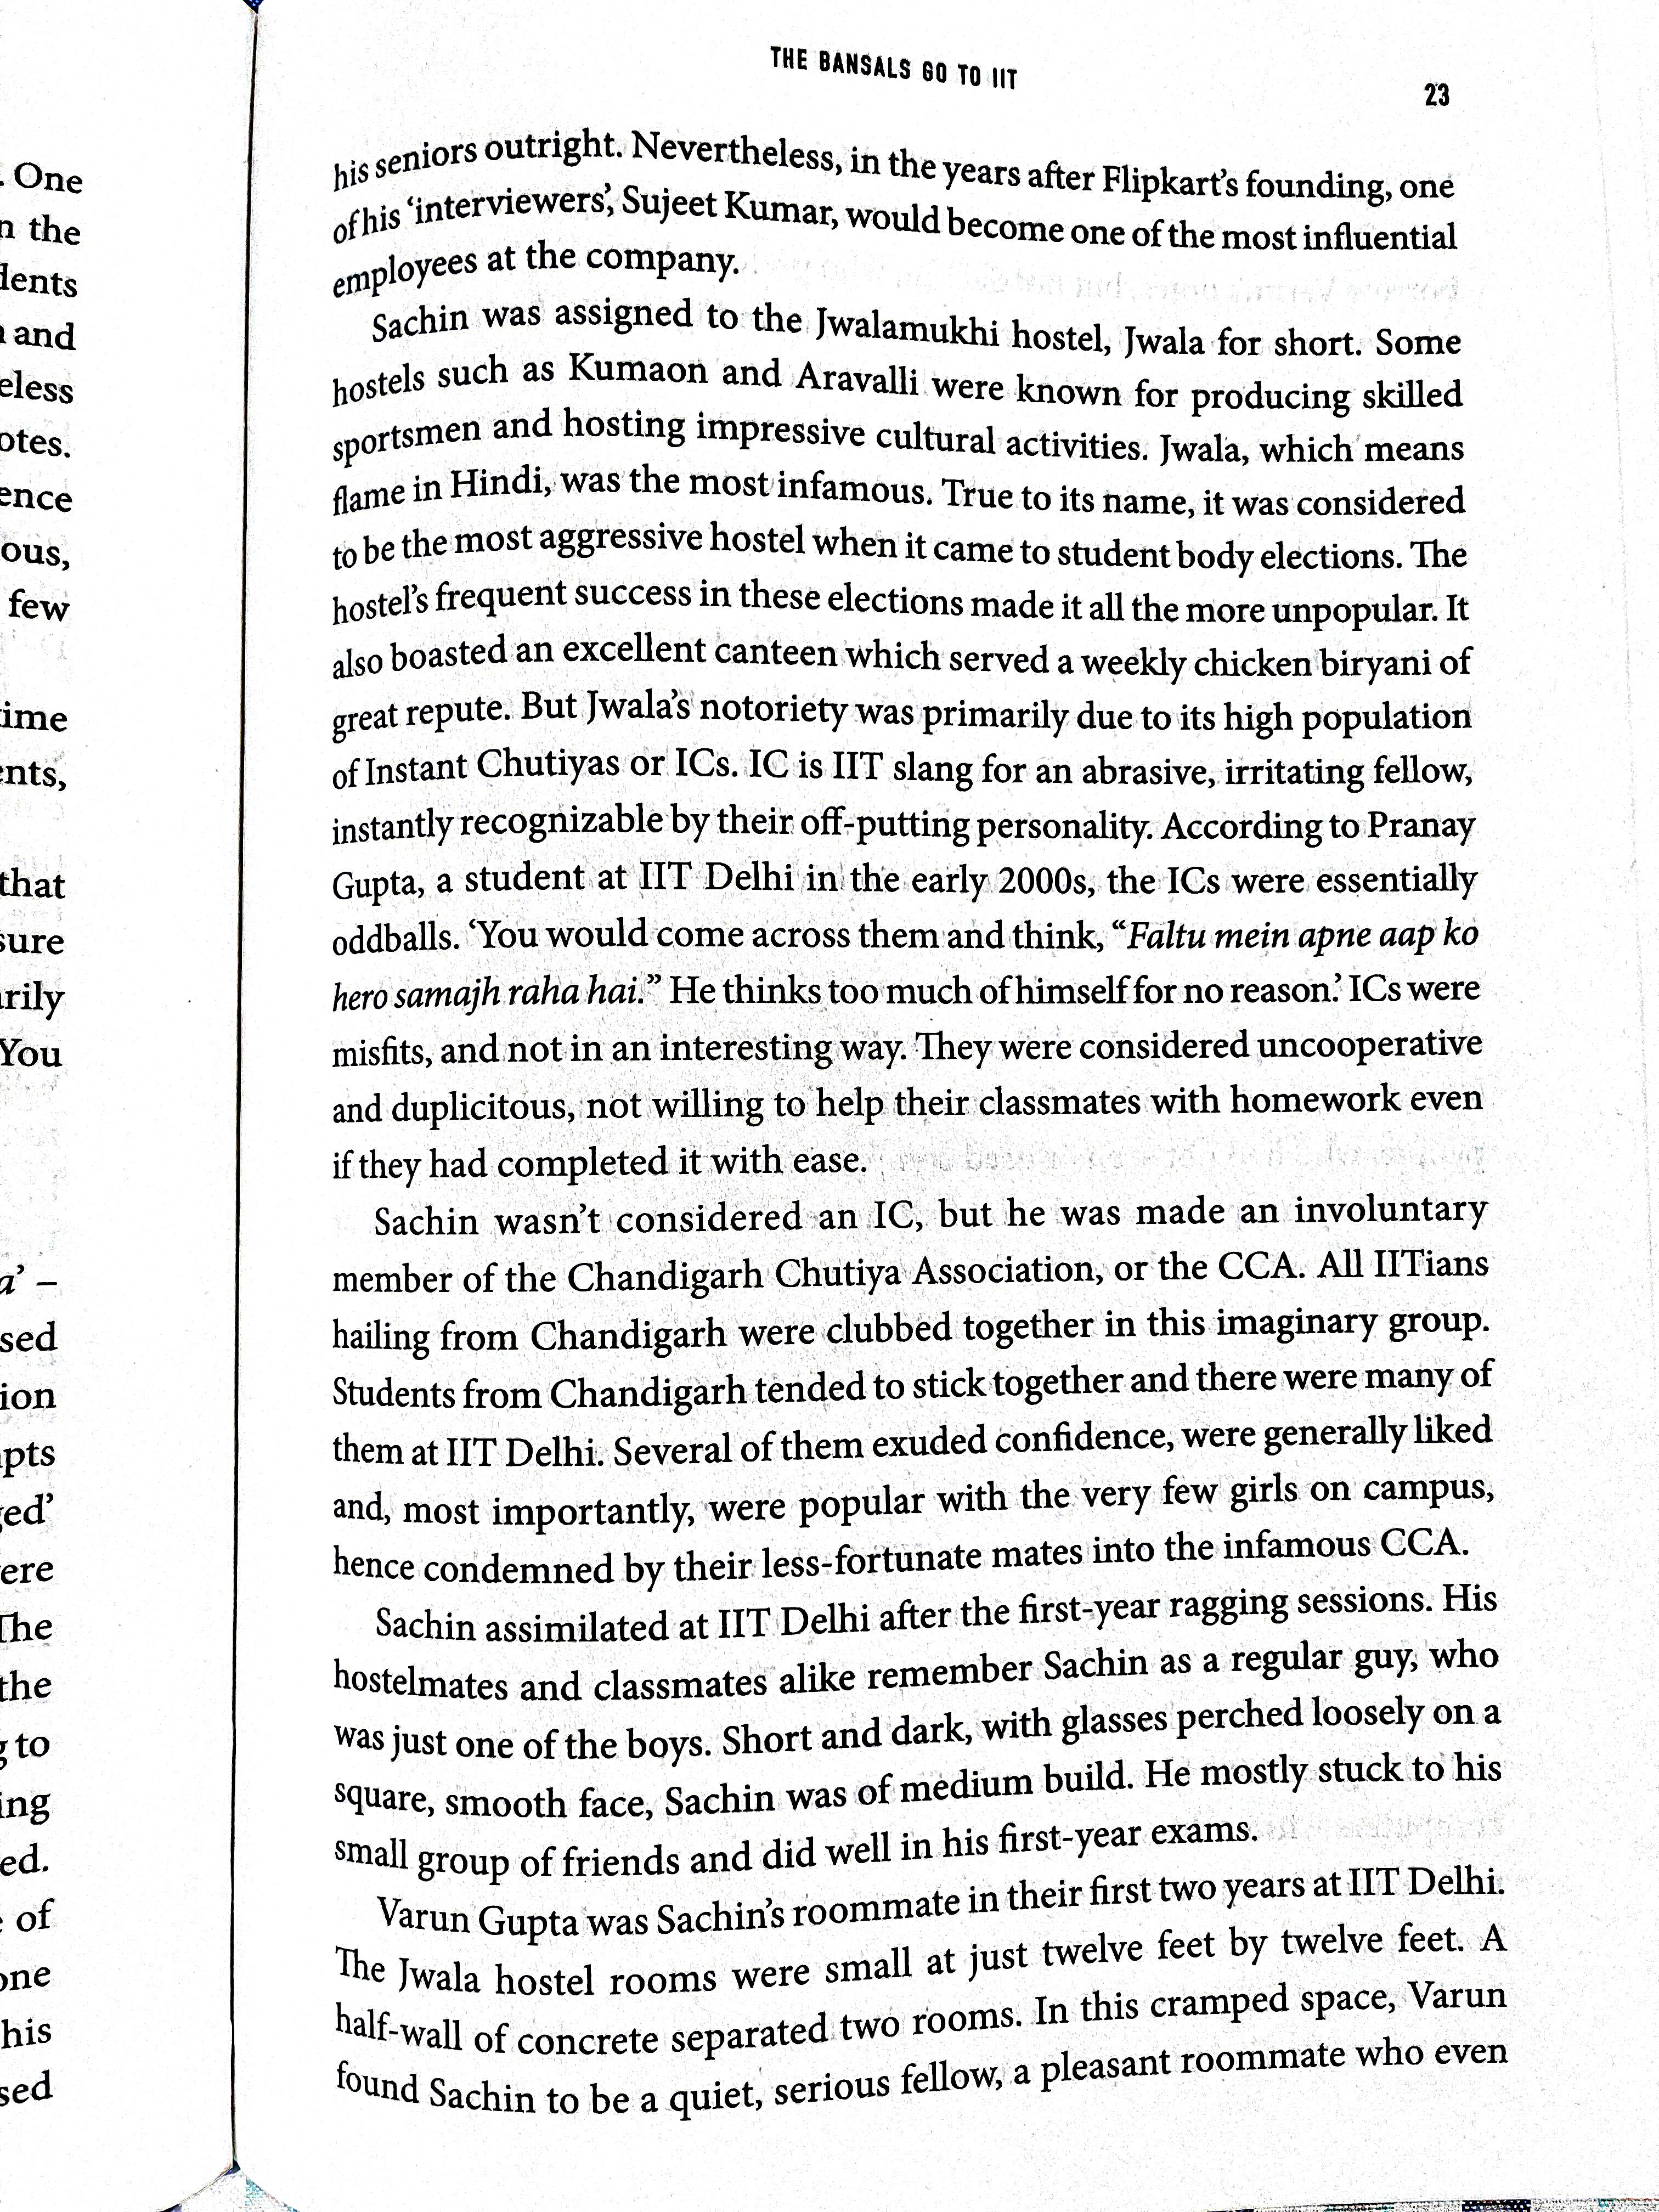 . One
n the
dents
and
eless
otes.
ence
ous,
few
time
ents,
that
sure
arily
You
a’ –
sed
ion
pts
ged’
ere
The
the
g to
ing
ed.
of
one
his
sed
THE BANSALS GO TO IIT
23
his seniors outright. Nevertheless, in the years after Flipkart’s founding, one
of his ‘interviewers’, Sujeet Kumar, would become one of the most influential
employees at the company.
Sachin was assigned to the Jwalamukhi hostel, Jwala for short. Some
hostels such as Kumaon and Aravalli were known for producing skilled
sportsmen and hosting impressive cultural activities. Jwala, which means
flame in Hindi, was the most infamous. True to its name, it was considered
to be the most aggressive hostel when it came to student body elections. The
hostel’s frequent success in these elections made it all the more unpopular. It
also boasted an excellent canteen which served a weekly chicken biryani of
great repute. But Jwala’s notoriety was primarily due to its high population
of Instant Chutiyas or ICs. IC is IIT slang for an abrasive, irritating fellow,
instantly recognizable by their off-putting personality. According to Pranay
Gupta, a student at IIT Delhi in the early 2000s, the ICs were essentially
oddballs. ‘You would come across them and think, “Faltu mein apne aap ko
hero samajh raha hai.” He thinks too much of himself for no reason.’ ICs were
misfits, and not in an interesting way. They were considered uncooperative
and duplicitous, not willing to help their classmates with homework even
if they had completed it with ease.
Sachin wasn’t considered an IC, but he was made an involuntary
member of the Chandigarh Chutiya Association, or the CCA. All IITians
hailing from Chandigarh were clubbed together in this imaginary group.
Students from Chandigarh tended to stick together and there were many of
them at IIT Delhi. Several of them exuded confidence, were generally liked
and, most importantly, were popular with the very few girls on campus,
hence condemned by their less-fortunate mates into the infamous CCA.
Sachin assimilated at IIT Delhi after the first-year ragging sessions. His
hostelmates and classmates alike remember Sachin as a regular guy, who
was just one of the boys. Short and dark, with glasses perched loosely on a
square, smooth face, Sachin was of medium build. He mostly stuck to his
small group of friends and did well in his first-year exams.
Varun Gupta was Sachin’s roommate in their first two years at IIT Delhi.
The Jwala hostel rooms were small at just twelve feet by twelve feet. A
half-wall of concrete separated two rooms. In this cramped space, Varun
found Sachin to be a quiet, serious fellow, a pleasant roommate who even